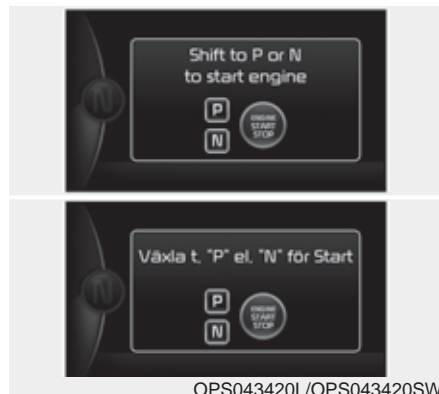 Shift to P or N
to start engine
P
N
ENGINE
START
STOP
N
Växla t. "P" el. "N" för Start
P
N
ENGINE
START
STOP
N
OPS043420L/OPS043420SW